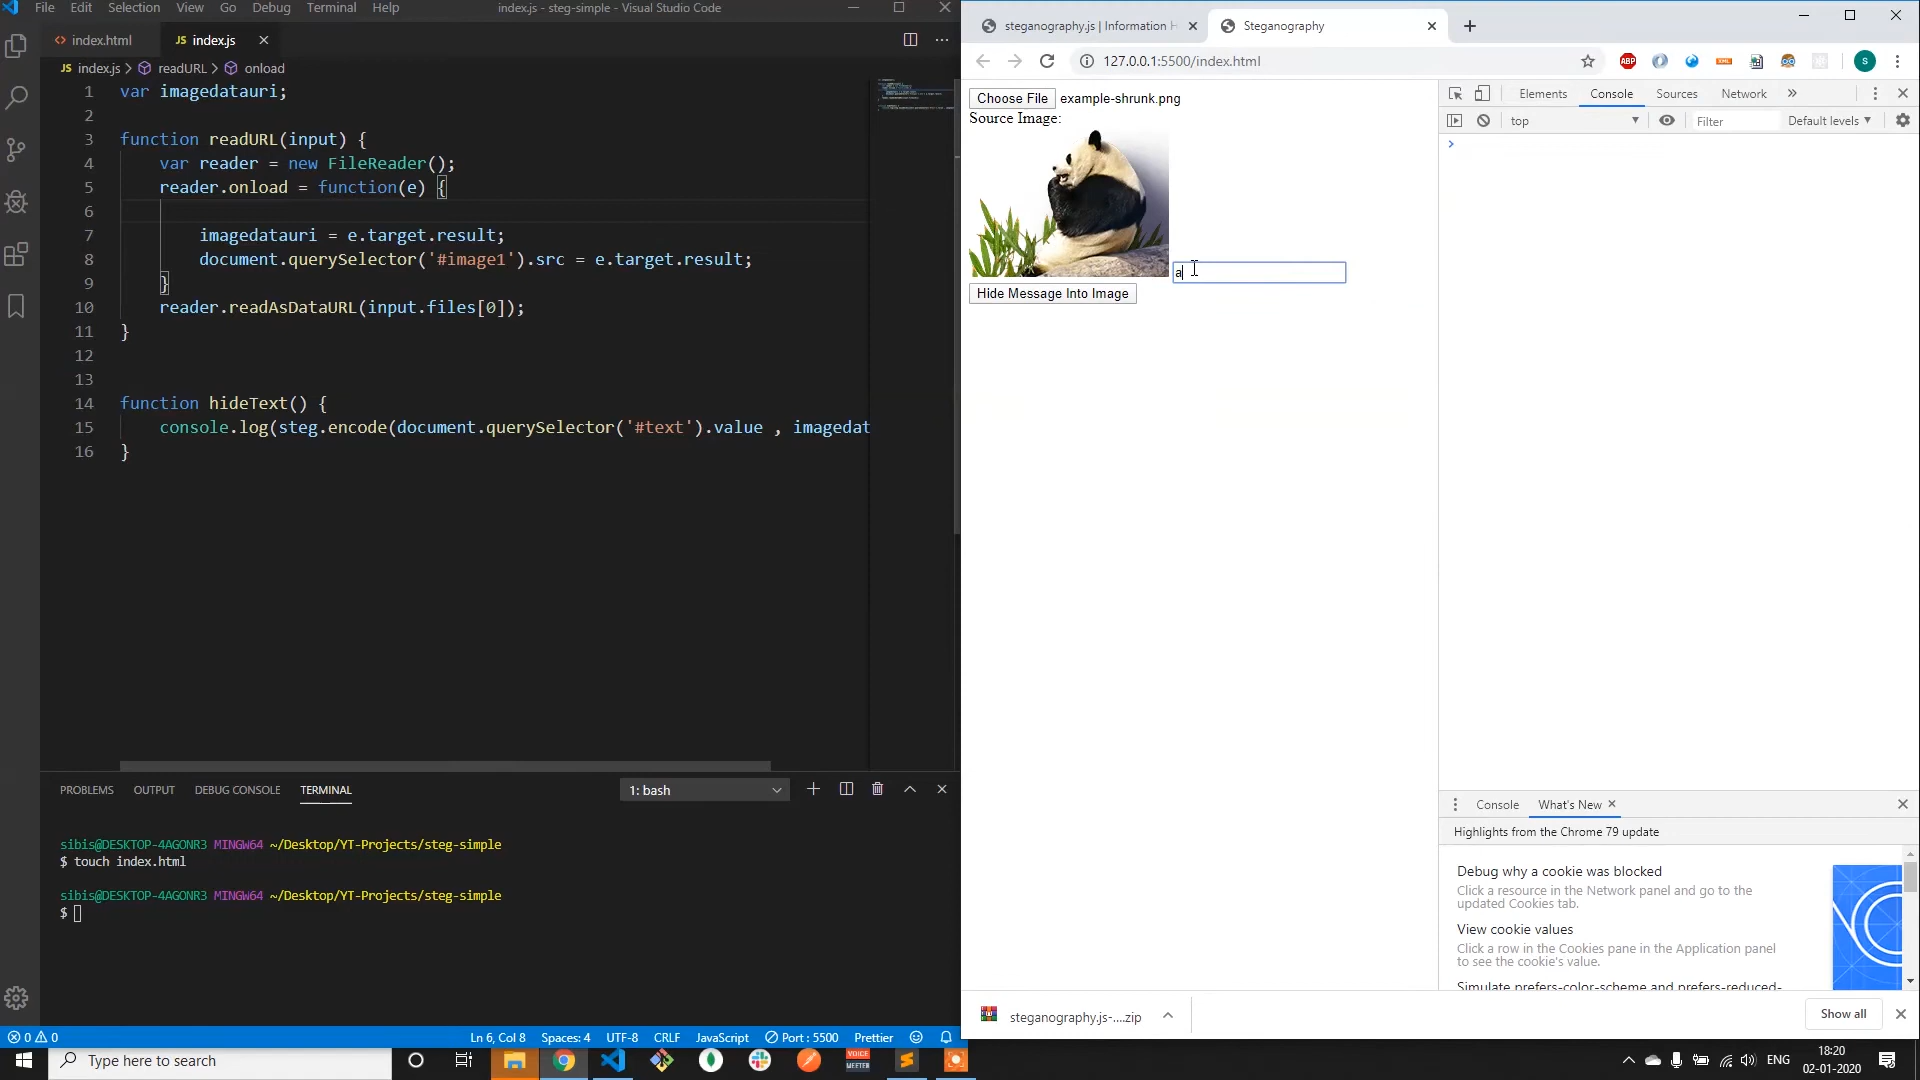 File Edit Selection View Go Debug Terminal Help
index.js - steg-simple - Visual Studio Code
index.html
JS index.js
JS index.js > readURL > onload
1 var imagedatauri;
2
3 function readURL(input) {
4 var reader = new FileReader();
5 reader.onload = function(e) {
6
7 imagedatauri = e.target.result;
8 document.querySelector('#image1').src = e.target.result;
9 }
10 reader.readAsDataURL(input.files[0]);
11 }
12
13
14 function hideText() {
15 console.log(steg.encode(document.querySelector('#text').value , imagedat
16 }
PROBLEMS OUTPUT DEBUG CONSOLE TERMINAL
1: bash
sibis@DESKTOP-4AGONR3 MINGW64 ~/Desktop/YT-Projects/steg-simple
$ touch index.html
sibis@DESKTOP-4AGONR3 MINGW64 ~/Desktop/YT-Projects/steg-simple
$
0 0
Ln 6, Col 8 Spaces: 4 UTF-8 CRLF JavaScript Port : 5500 Prettier
steganography.js | Information H
Steganography
127.0.0.1:5500/index.html
ABP
S
Choose File example-shrunk.png
Source Image:
a
Hide Message Into Image
Elements Console Sources Network
top
Filter
Default levels
Console What's New
Highlights from the Chrome 79 update
Debug why a cookie was blocked
Click a resource in the Network panel and go to the
updated Cookies tab.
View cookie values
Click a row in the Cookies pane in the Application panel
to see the cookie's value.
Simulate prefers-color-scheme and prefers-reduced-
steganography.js-....zip
Show all
Type here to search
VOICE
MEETER
ENG
18:20
02-01-2020